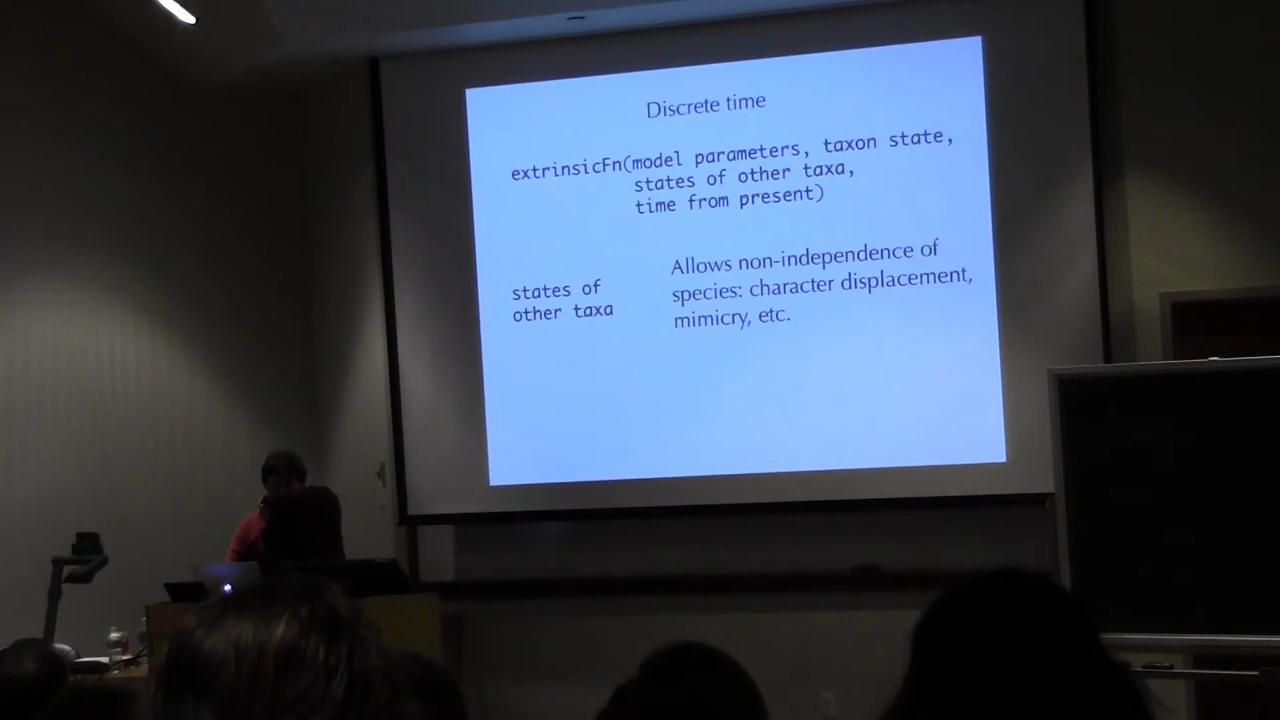 Discrete time
extrinsicFn(model parameters, taxon state,
states of other taxa,
time from present)
states of
other taxa
Allows non-independence of
species: character displacement,
mimicry, etc.